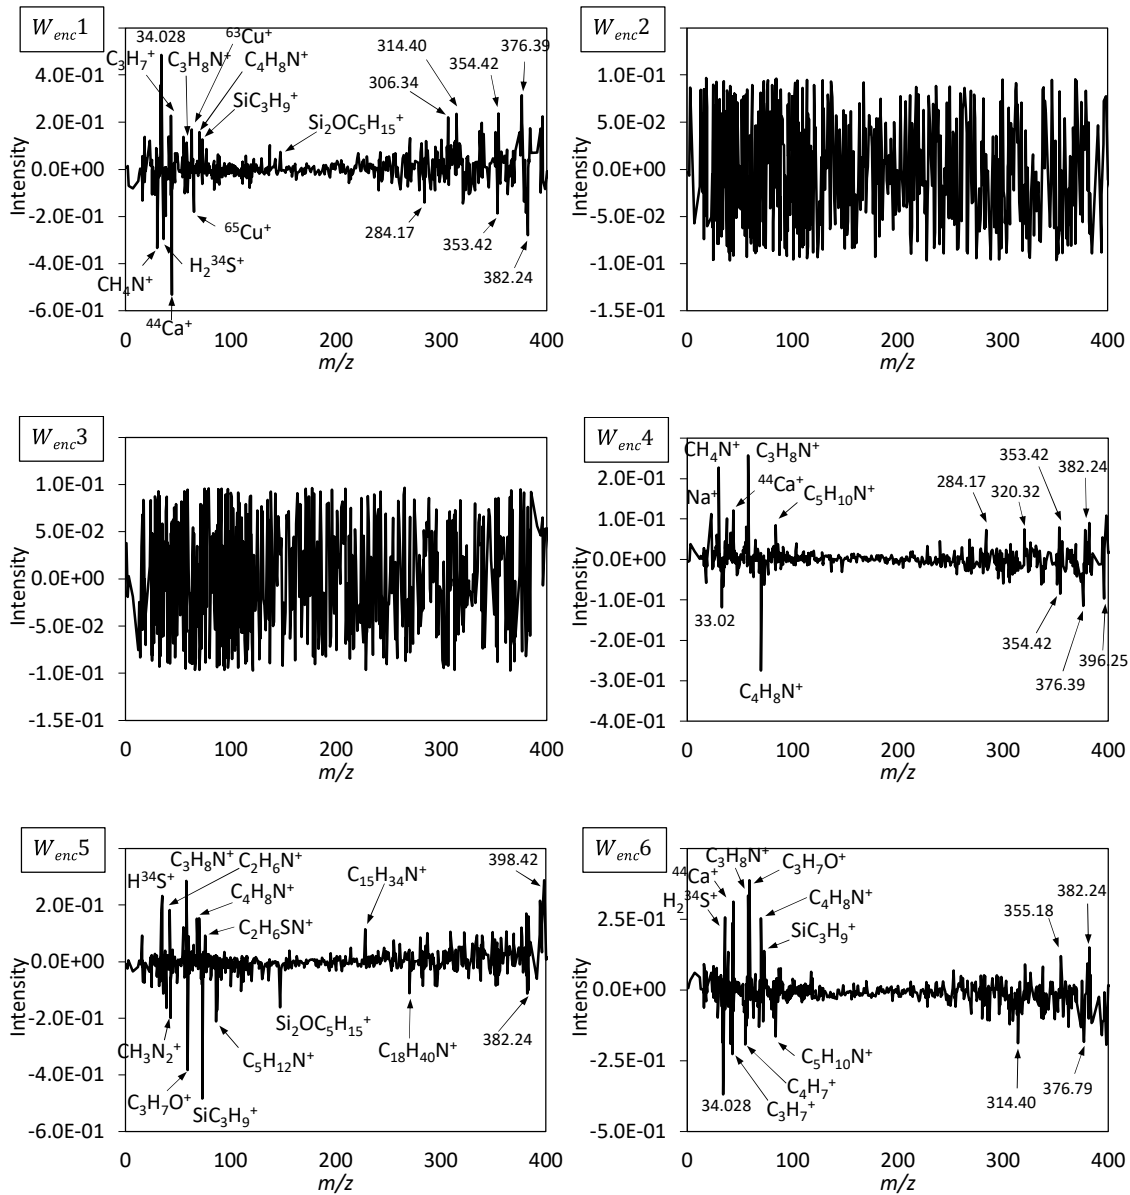 W_enc1
34.028
⁶³Cu⁺
C₃H₇⁺
C₃H₈N⁺
C₄H₈N⁺
SiC₃H₉⁺
Si₂OC₅H₁₅⁺
314.40
306.34
354.42
376.39
4.0E-01
2.0E-01
0.0E+00
-2.0E-01
-4.0E-01
-6.0E-01
Intensity
⁶⁵Cu⁺
H₂³⁴S⁺
CH₄N⁺
⁴⁴Ca⁺
284.17
353.42
382.24
0 100 200 300 400
m/z
W_enc2
1.0E-01
5.0E-02
0.0E+00
-5.0E-02
-1.0E-01
-1.5E-01
Intensity
0 100 200 300 400
m/z
W_enc3
1.0E-01
5.0E-02
0.0E+00
-5.0E-02
-1.0E-01
-1.5E-01
Intensity
0 100 200 300 400
m/z
W_enc4
CH₄N⁺
C₃H₈N⁺
Na⁺
⁴⁴Ca⁺
C₅H₁₀N⁺
284.17
320.32
353.42
382.24
2.0E-01
1.0E-01
0.0E+00
-1.0E-01
-2.0E-01
-3.0E-01
-4.0E-01
Intensity
33.02
C₄H₈N⁺
354.42
376.39
396.25
0 100 200 300 400
m/z
W_enc5
H³⁴S⁺
C₃H₈N⁺
C₂H₆N⁺
C₄H₈N⁺
C₂H₆SN⁺
C₁₅H₃₄N⁺
398.42
2.0E-01
0.0E+00
-2.0E-01
-4.0E-01
-6.0E-01
Intensity
CH₃N₂⁺
C₃H₇O⁺
SiC₃H₉⁺
C₅H₁₂N⁺
Si₂OC₅H₁₅⁺
C₁₈H₄₀N⁺
382.24
0 100 200 300 400
m/z
W_enc6
C₃H₈N⁺
C₃H₇O⁺
⁴⁴Ca⁺
H₂³⁴S⁺
C₄H₈N⁺
SiC₃H₉⁺
355.18
382.24
2.5E-01
0.0E+00
-2.5E-01
-5.0E-01
Intensity
34.028
C₃H₇⁺
C₄H₇⁺
C₅H₁₀N⁺
314.40
376.79
0 100 200 300 400
m/z